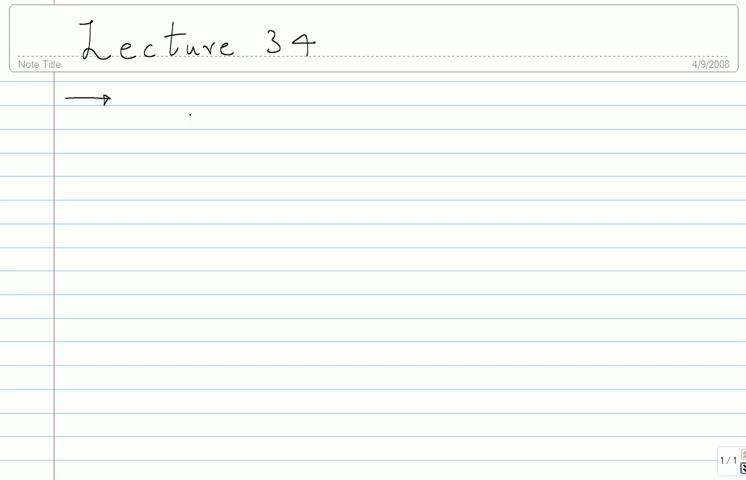 Lecture 34
Note Title
4/9/2008
→
1 / 1